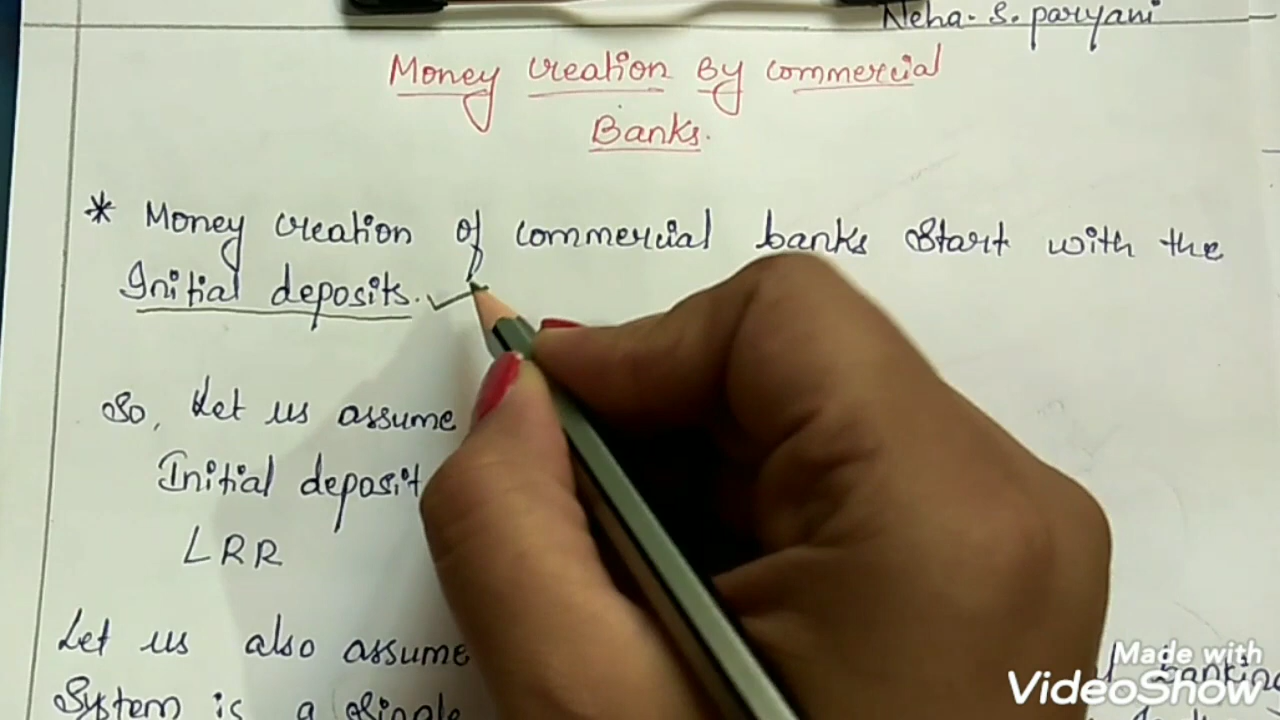 Neha. S. Paryani
Money Creation By Commercial
Banks.
* Money creation of commercial banks start with the
Initial deposits.
So, Let us assume
Initial deposit
LRR
Let us also assume
System is a single
Made with
VideoShow